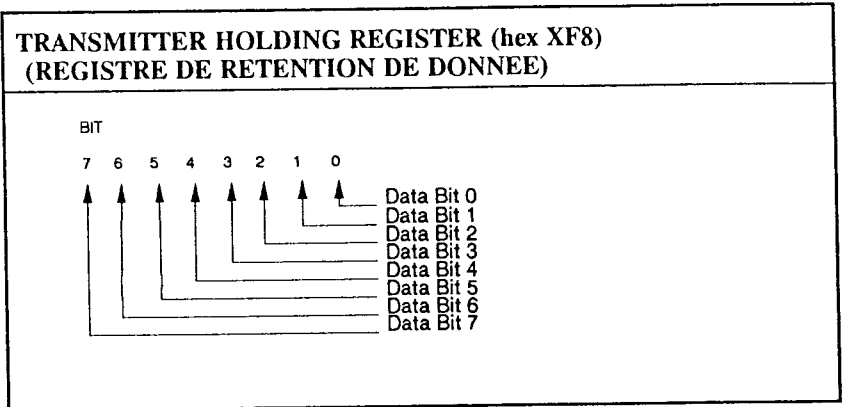 TRANSMITTER HOLDING REGISTER (hex XF8)
(REGISTRE DE RETENTION DE DONNEE)
BIT
7 6 5 4 3 2 1 0
Data Bit 0
Data Bit 1
Data Bit 2
Data Bit 3
Data Bit 4
Data Bit 5
Data Bit 6
Data Bit 7